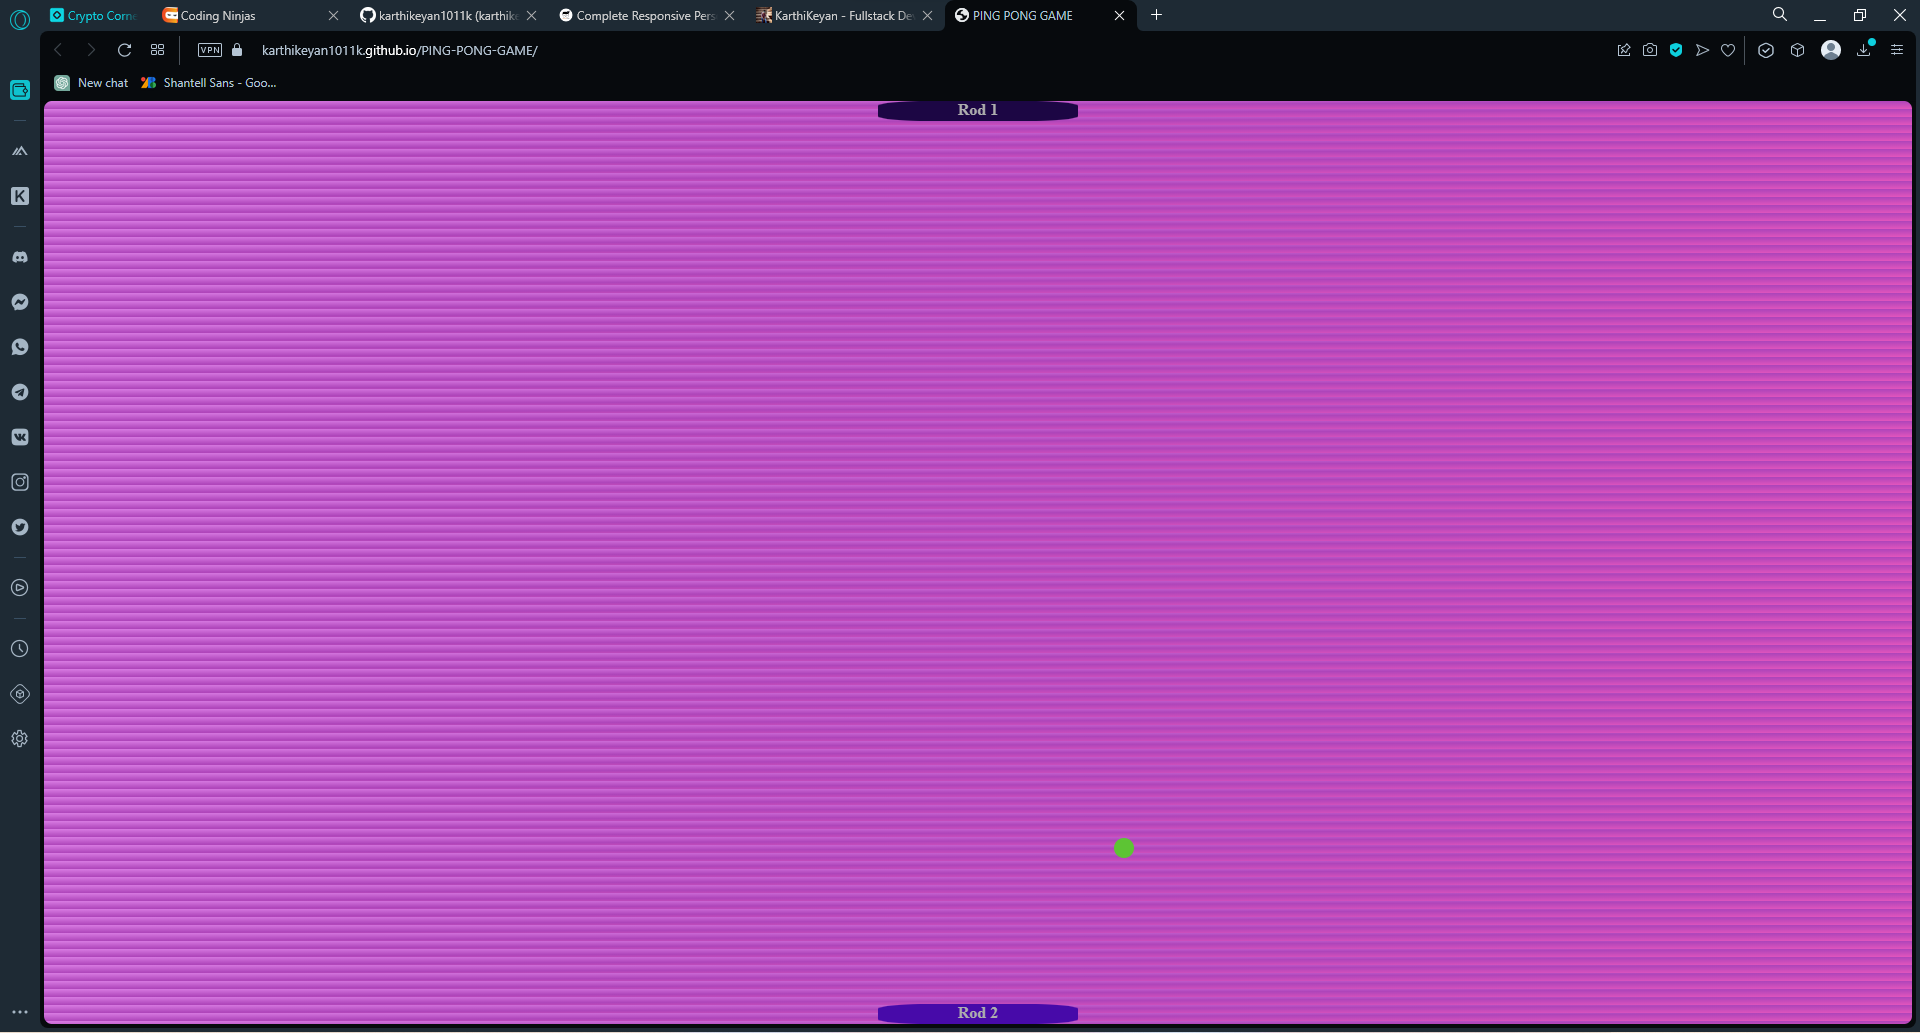 Crypto Corne
Coding Ninjas
karthikeyan1011k (karthike
Complete Responsive Pers
KarthiKeyan - Fullstack De
PING PONG GAME
VPN
karthikeyan1011k.github.io/PING-PONG-GAME/
New chat
Shantell Sans - Goo...
Rod 1
K
Rod 2